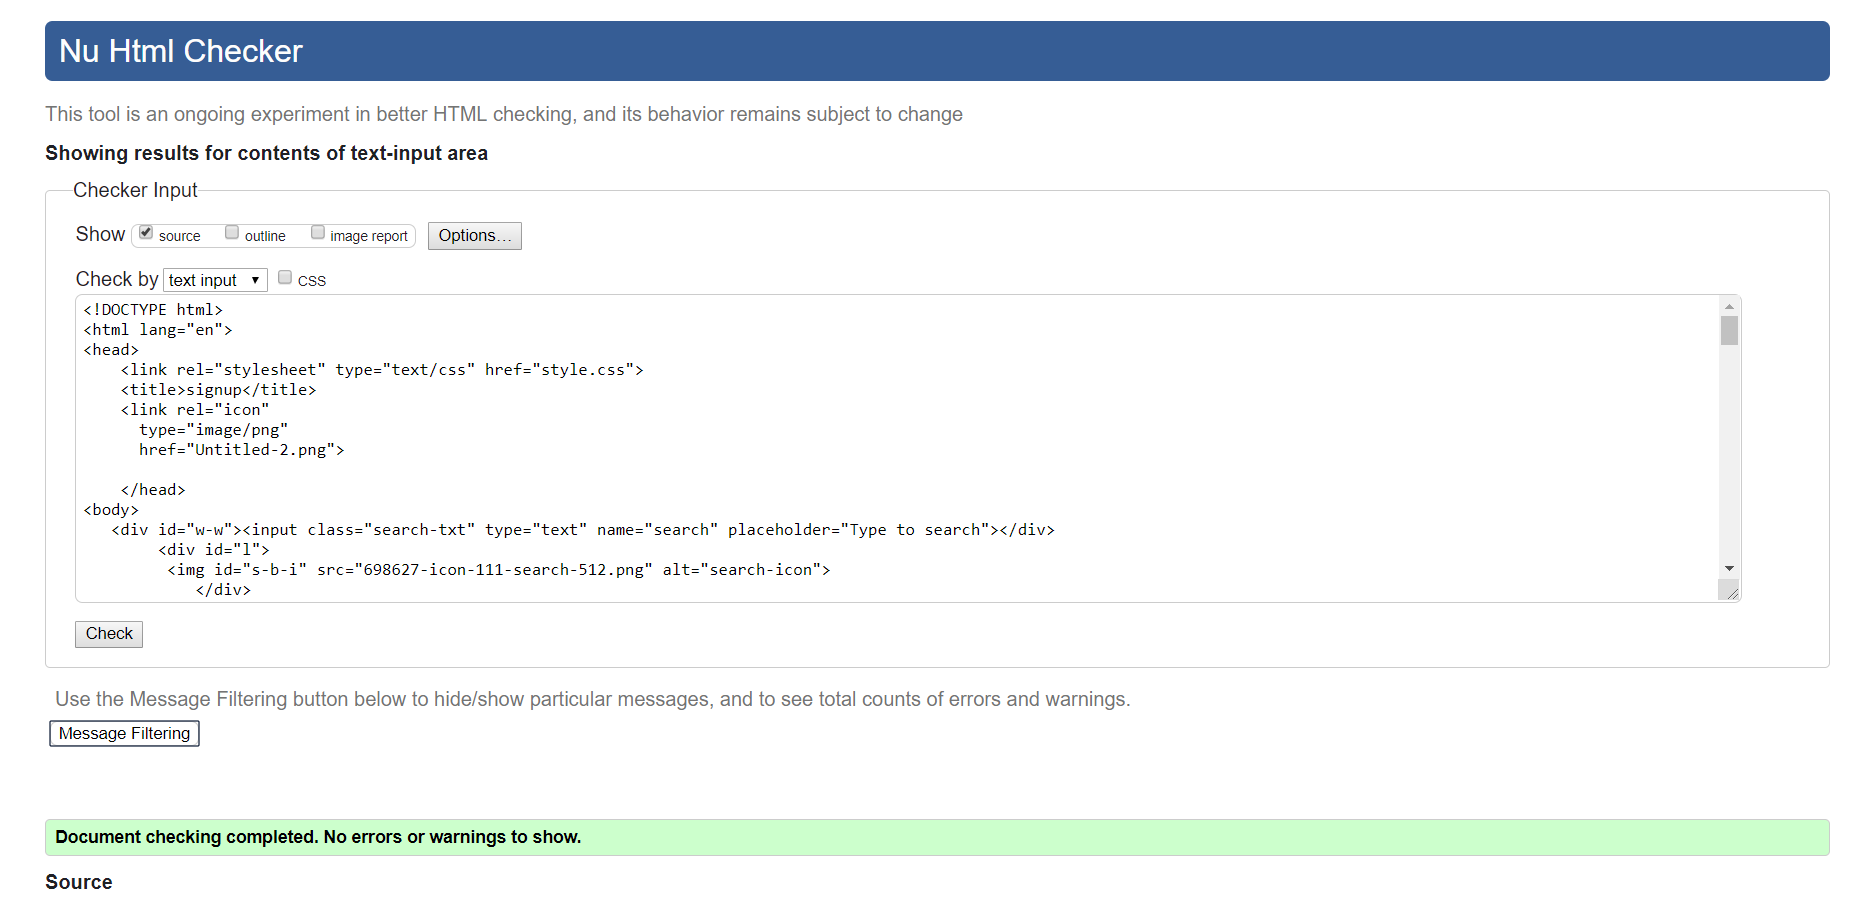 Nu Html Checker
This tool is an ongoing experiment in better HTML checking, and its behavior remains subject to change
Showing results for contents of text-input area
Checker Input
Show source outline image report Options...
Check by text input CSS
<!DOCTYPE html>
<html lang="en">
<head>
    <link rel="stylesheet" type="text/css" href="style.css">
    <title>signup</title>
    <link rel="icon"
      type="image/png"
      href="Untitled-2.png">
    </head>
<body>
   <div id="w-w"><input class="search-txt" type="text" name="search" placeholder="Type to search"></div>
        <div id="l">
         <img id="s-b-i" src="698627-icon-111-search-512.png" alt="search-icon">
            </div>
Check
Use the Message Filtering button below to hide/show particular messages, and to see total counts of errors and warnings.
Message Filtering
Document checking completed. No errors or warnings to show.
Source